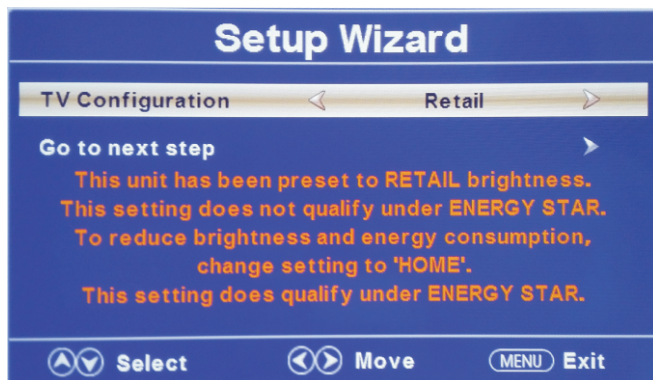 Setup Wizard
TV Configuration Retail
Go to next step
This unit has been preset to RETAIL brightness.
This setting does not qualify under ENERGY STAR.
To reduce brightness and energy consumption,
change setting to 'HOME'.
This setting does qualify under ENERGY STAR.
Select Move MENU Exit